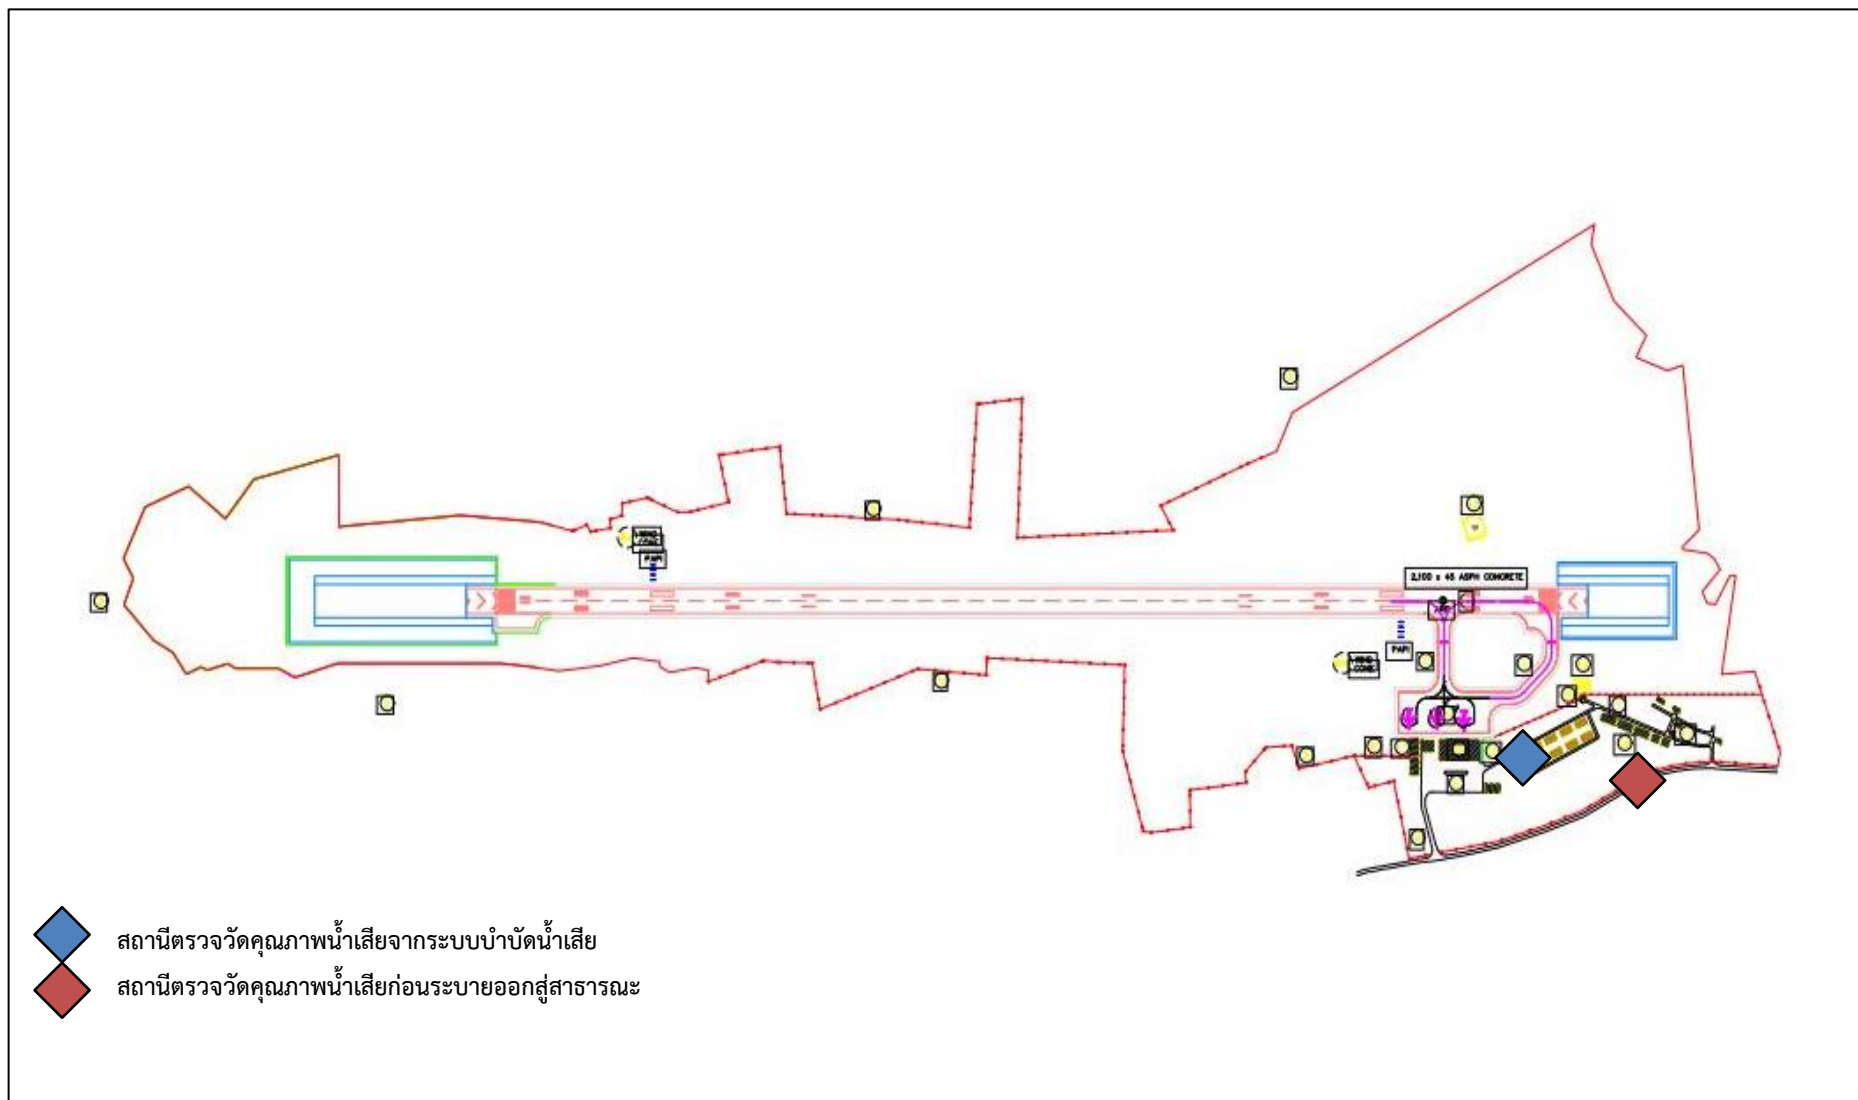 WIND
CONE
PAPI
2,100 x 45 ASPH CONCRETE
PAPI
WIND
CONE
สถานีตรวจวัดคุณภาพน้ำเสียจากระบบบำบัดน้ำเสีย
สถานีตรวจวัดคุณภาพน้ำเสียก่อนระบายออกสู่สาธารณะ